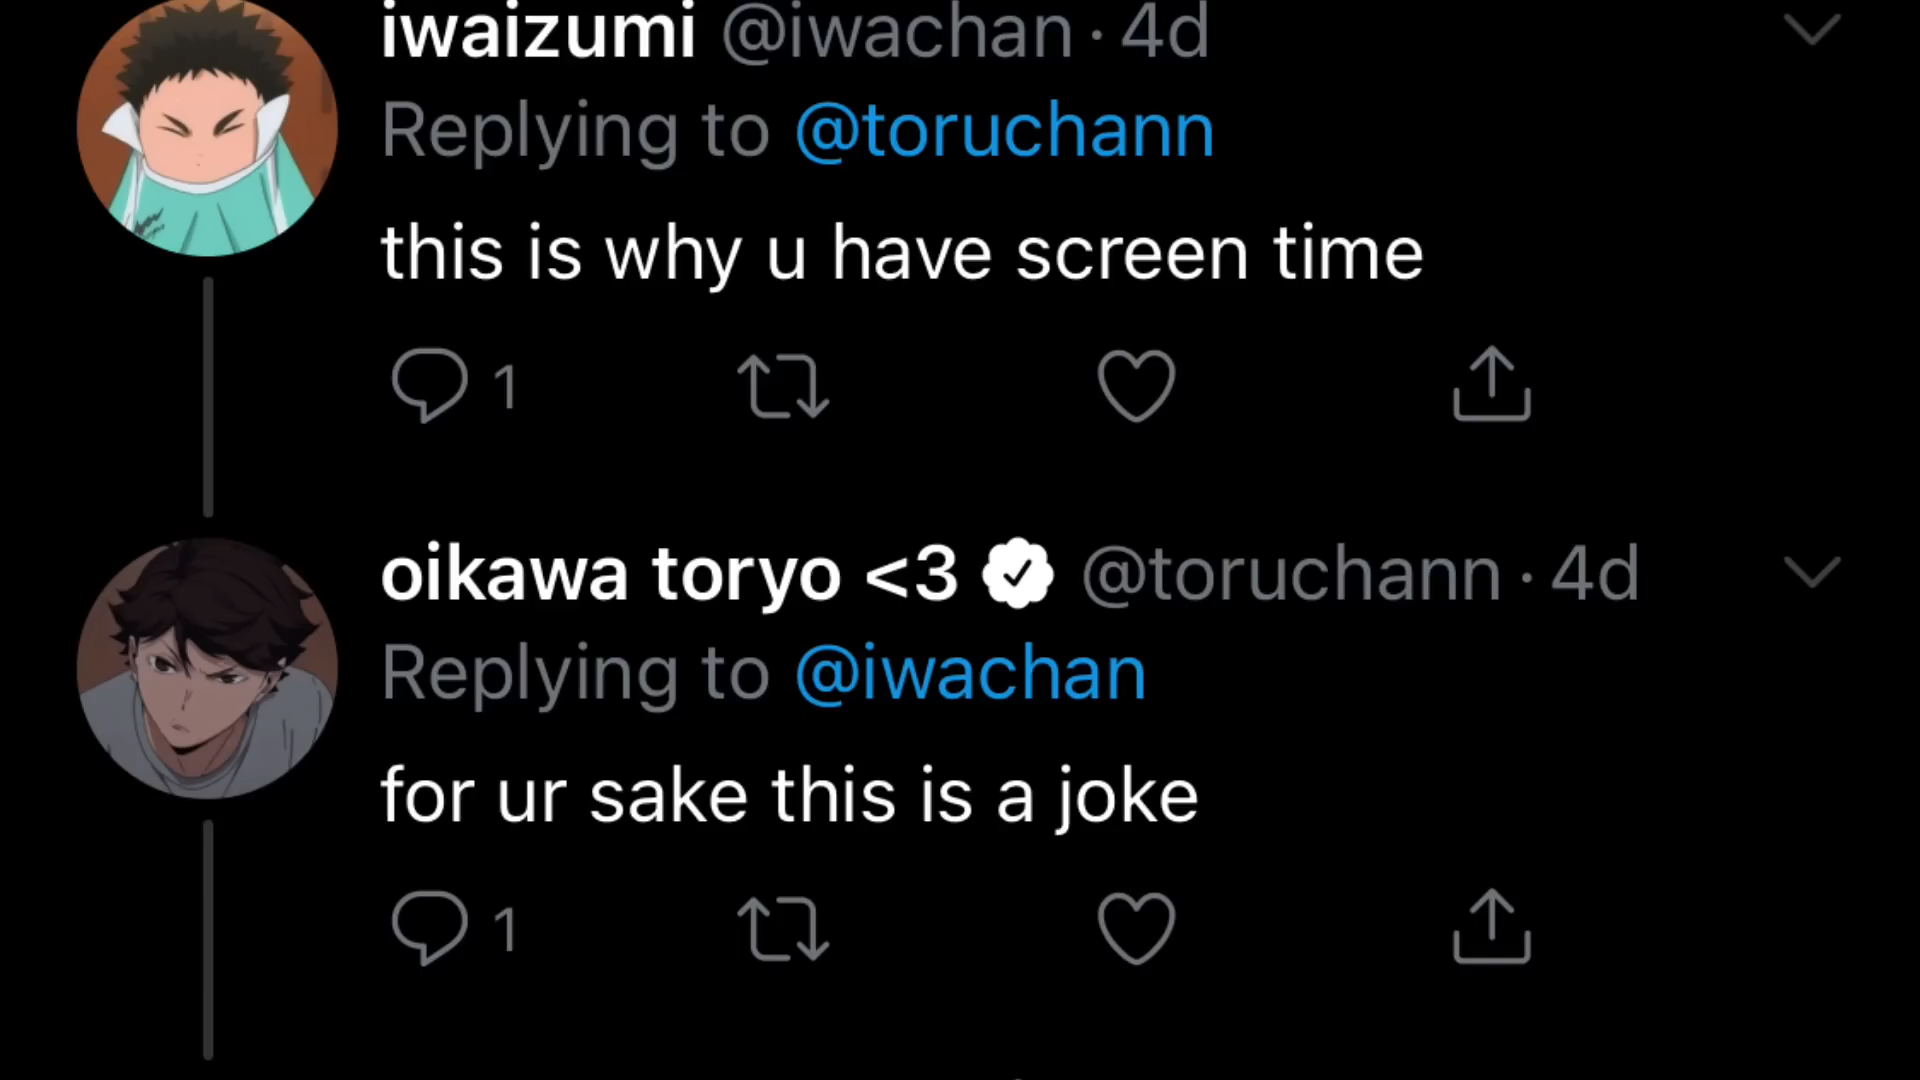 iwaizumi @iwachan · 4d
Replying to @toruchann
this is why u have screen time
1
oikawa toryo <3 @toruchann · 4d
Replying to @iwachan
for ur sake this is a joke
1